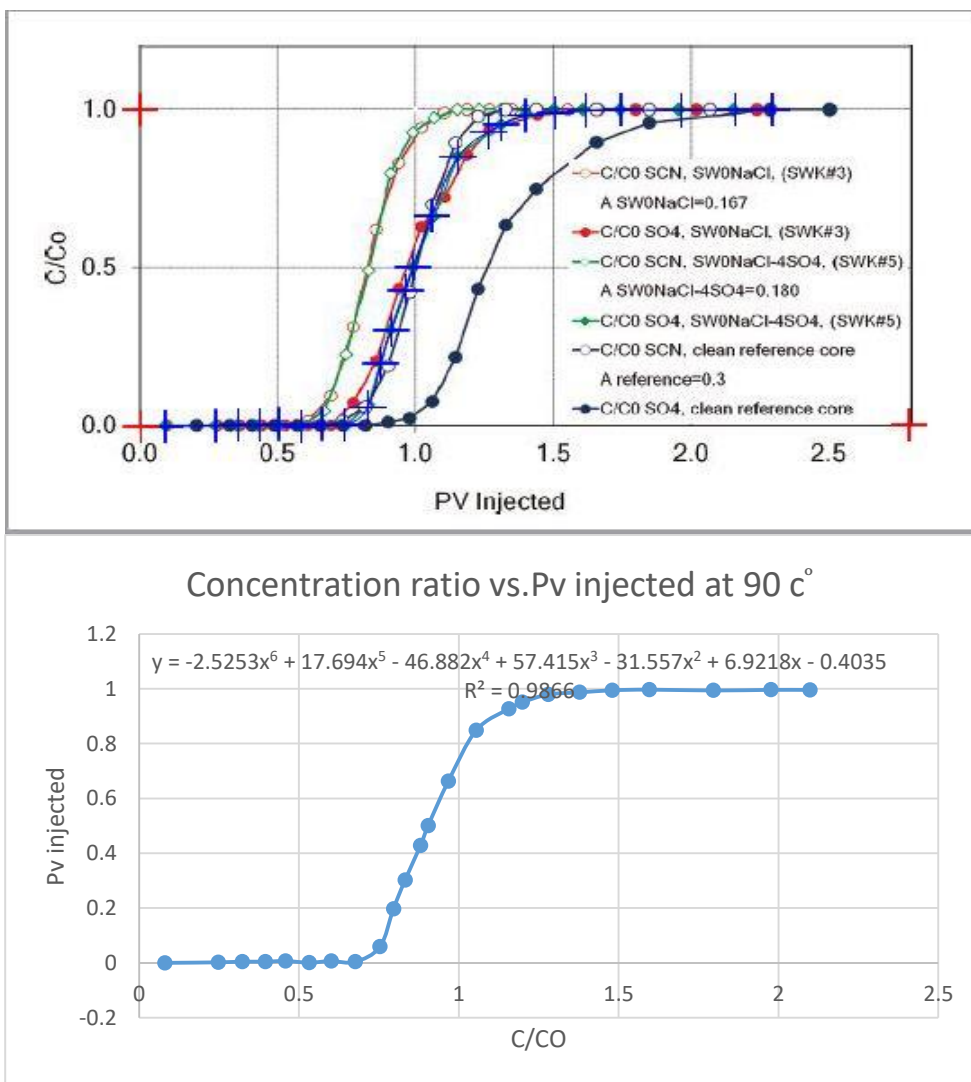 1.0
0.5
0.0
C/Co
C/C0 SCN, SW0NaCl, (SWK#3)
A SW0NaCl=0.167
C/C0 SO4, SW0NaCl, (SWK#3)
C/C0 SCN, SW0NaCl-4SO4, (SWK#5)
A SW0NaCl-4SO4=0.180
C/C0 SO4, SW0NaCl-4SO4, (SWK#5)
C/C0 SCN, clean reference core
A reference=0.3
C/C0 SO4, clean reference core
0.0 0.5 1.0 1.5 2.0 2.5
PV Injected
Concentration ratio vs.Pv injected at 90 c°
y = -2.5253x⁶ + 17.694x⁵ - 46.882x⁴ + 57.415x³ - 31.557x² + 6.9218x - 0.4035
R² = 0.9866
1.2
1
0.8
0.6
0.4
0.2
0
-0.2
Pv injected
0 0.5 1 1.5 2 2.5
C/CO